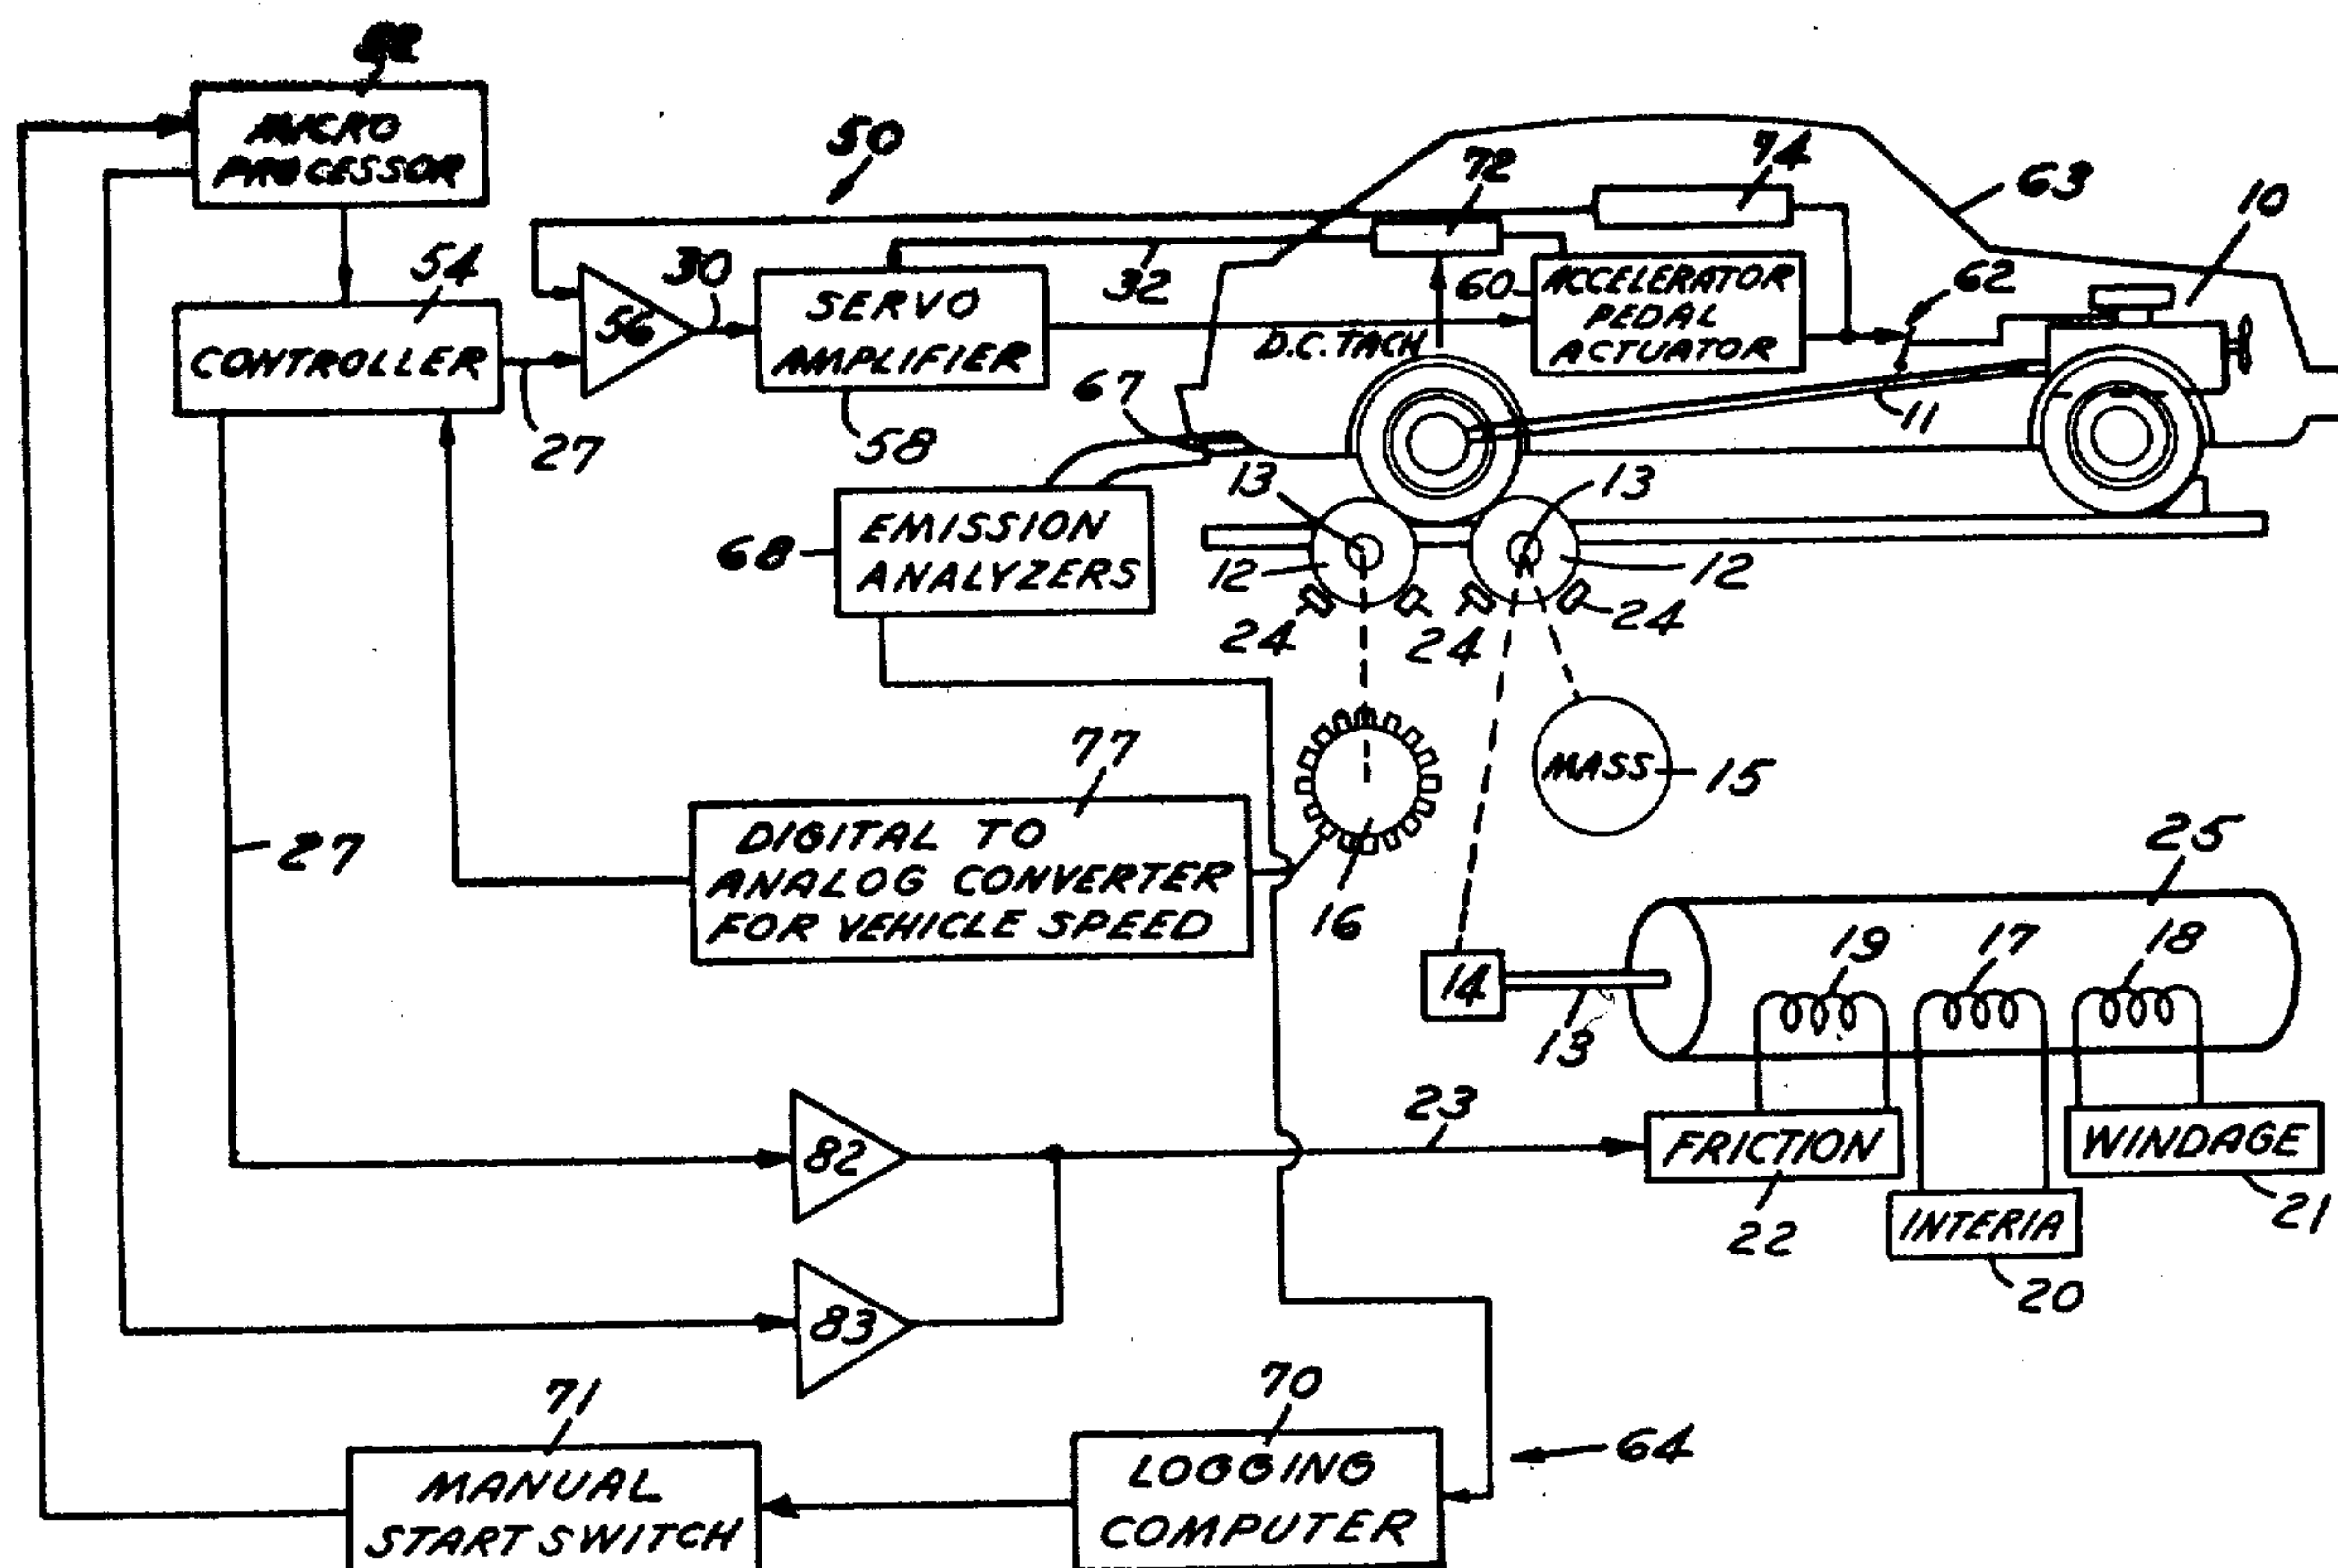 MICRO
PROCESSOR
50
72
74
63
10
54
30
32
60
62
CONTROLLER
56
SERVO
AMPLIFIER
D.C. TACH
ACCELERATOR
PEDAL
ACTUATOR
11
27
58
67
13
13
68
EMISSION
ANALYZERS
12
12
24
24
24
77
MASS
15
27
DIGITAL TO
ANALOG CONVERTER
FOR VEHICLE SPEED
16
25
19
17
18
14
13
82
23
FRICTION
WINDAGE
22
INTERIA
21
20
83
71
70
64
MANUAL
START SWITCH
LOGGING
COMPUTER